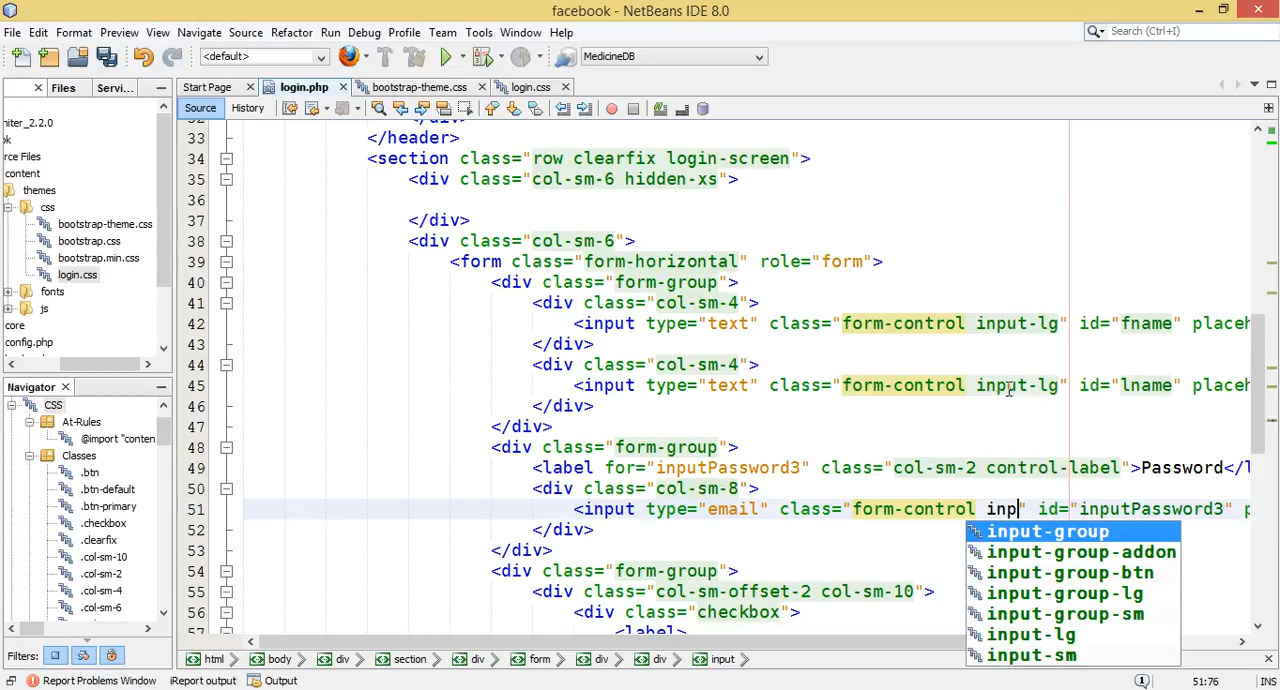 facebook - NetBeans IDE 8.0
File Edit Format Preview View Navigate Source Refactor Run Debug Profile Team Tools Window Help
Search (Ctrl+I)
<default>
MedicineDB
Files Servi...
Start Page login.php bootstrap-theme.css login.css
Source History
niter_2.2.0
ok
rce Files
content
themes
css
bootstrap-theme.css
bootstrap.css
bootstrap.min.css
login.css
fonts
js
core
config.php
Navigator
CSS
At-Rules
@import "conten
Classes
.btn
.btn-default
.btn-primary
.checkbox
.clearfix
.col-sm-10
.col-sm-2
.col-sm-4
.col-sm-6
Filters:
33 </header>
34 <section class="row clearfix login-screen">
35 <div class="col-sm-6 hidden-xs">
36
37 </div>
38 <div class="col-sm-6">
39 <form class="form-horizontal" role="form">
40 <div class="form-group">
41 <div class="col-sm-4">
42 <input type="text" class="form-control input-lg" id="fname" placeh
43 </div>
44 <div class="col-sm-4">
45 <input type="text" class="form-control input-lg" id="lname" placeh
46 </div>
47 </div>
48 <div class="form-group">
49 <label for="inputPassword3" class="col-sm-2 control-label">Password</l
50 <div class="col-sm-8">
51 <input type="email" class="form-control inp" id="inputPassword3" p
52 </div>
53 </div>
54 <div class="form-group">
55 <div class="col-sm-offset-2 col-sm-10">
56 <div class="checkbox">
57 <label>
input-group
input-group-addon
input-group-btn
input-group-lg
input-group-sm
input-lg
input-sm
html body div section div form div div input
Report Problems Window iReport output Output
1
51:76 INS